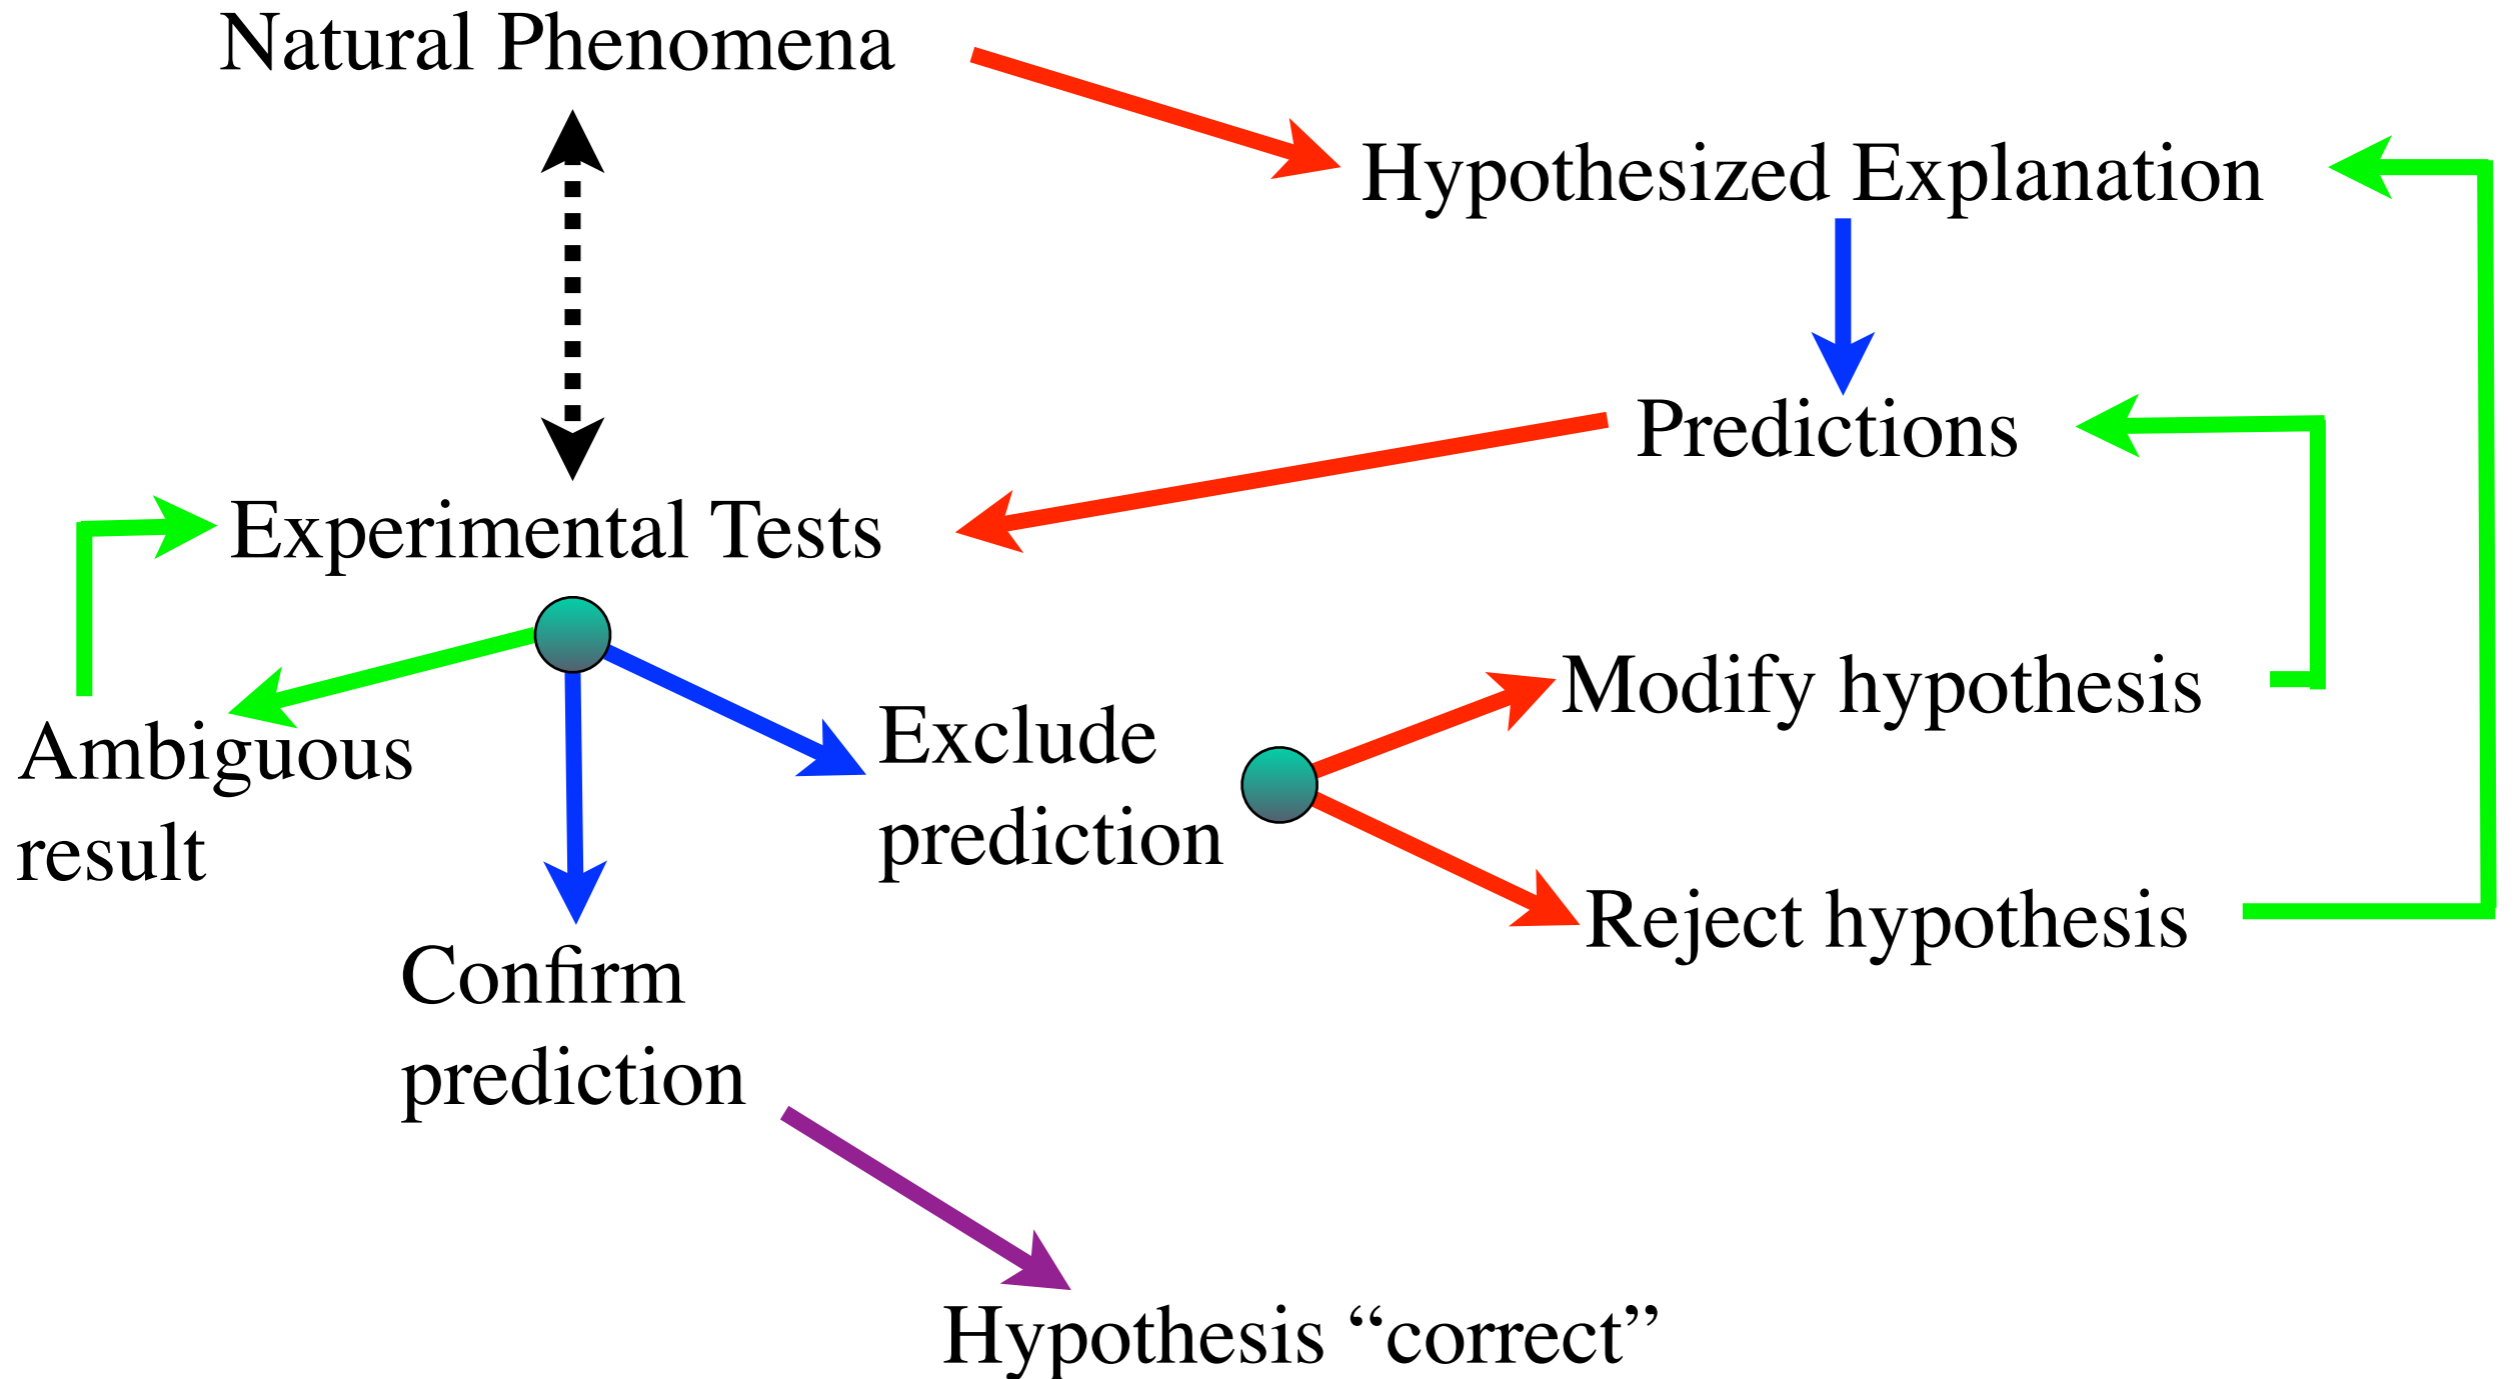 Natural Phenomena
Hypothesized Explanation
Predictions
Experimental Tests
Modify hypothesis
Exclude
prediction
Ambiguous
result
Reject hypothesis
Confirm
prediction
Hypothesis “correct”